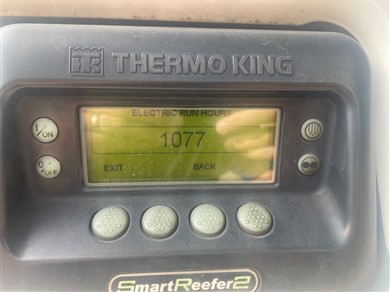 THERMO KING
ELECTRIC RUN HOURS
1077
EXIT BACK
I/ON
O/OFF
SMARTREEFER2